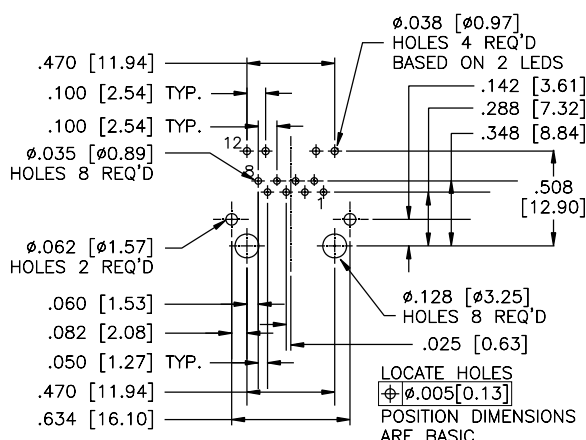 ø.038 [ø0.97]
HOLES 4 REQ'D
BASED ON 2 LEDS
.470 [11.94]
.100 [2.54] TYP.
.100 [2.54] TYP.
.142 [3.61]
.288 [7.32]
.348 [8.84]
12
ø.035 [ø0.89]
HOLES 8 REQ'D
8
1
.508
[12.90]
ø.062 [ø1.57]
HOLES 2 REQ'D
.060 [1.53]
.082 [2.08]
.050 [1.27] TYP.
.470 [11.94]
.634 [16.10]
ø.128 [ø3.25]
HOLES 8 REQ'D
.025 [0.63]
LOCATE HOLES
⌖ ø.005[0.13]
POSITION DIMENSIONS
ARE BASIC